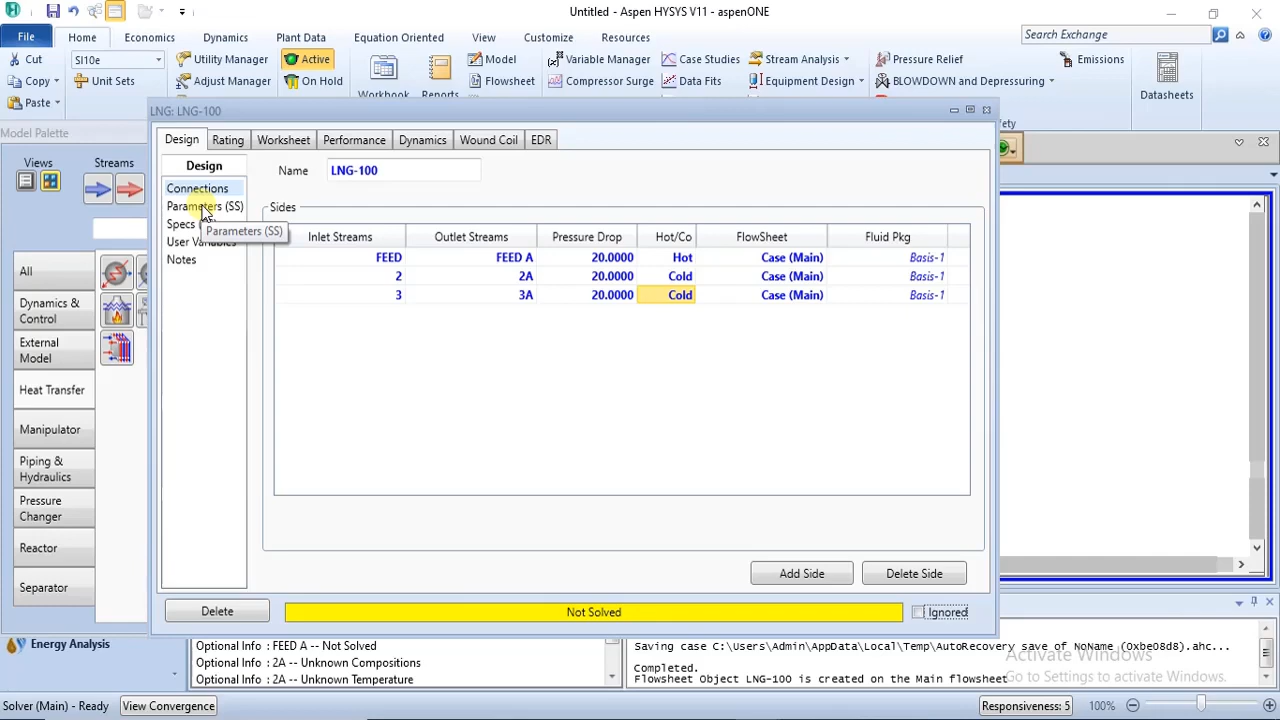 Untitled - Aspen HYSYS V11 - aspenONE
File Home Economics Dynamics Plant Data Equation Oriented View Customize Resources Search Exchange
Cut SI10e Utility Manager Active Model Variable Manager Case Studies Stream Analysis Pressure Relief Emissions
Copy Unit Sets Adjust Manager On Hold Workbook Reports Flowsheet Compressor Surge Data Fits Equipment Design BLOWDOWN and Depressuring Datasheets
Paste
LNG: LNG-100
Model Palette
Views Streams
Design Rating Worksheet Performance Dynamics Wound Coil EDR
Design
Name LNG-100
Connections
Parameters (SS)
Specs
User Variables
Notes
Parameters (SS)
Sides
Inlet Streams Outlet Streams Pressure Drop Hot/Co FlowSheet Fluid Pkg
FEED FEED A 20.0000 Hot Case (Main) Basis-1
2 2A 20.0000 Cold Case (Main) Basis-1
3 3A 20.0000 Cold Case (Main) Basis-1
All
Dynamics &
Control
External
Model
Heat Transfer
Manipulator
Piping &
Hydraulics
Pressure
Changer
Reactor
Separator
Add Side Delete Side
Delete Not Solved Ignored
Energy Analysis
Optional Info : FEED A -- Not Solved
Optional Info : 2A -- Unknown Compositions
Optional Info : 2A -- Unknown Temperature
Saving case C:\Users\Admin\AppData\Local\Temp\AutoRecovery save of NoName (0xbe08d8).ahc...
Completed.
Flowsheet Object LNG-100 is created on the Main flowsheet
Activate Windows
Go to Settings to activate Windows.
Solver (Main) - Ready View Convergence Responsiveness: 5 100%